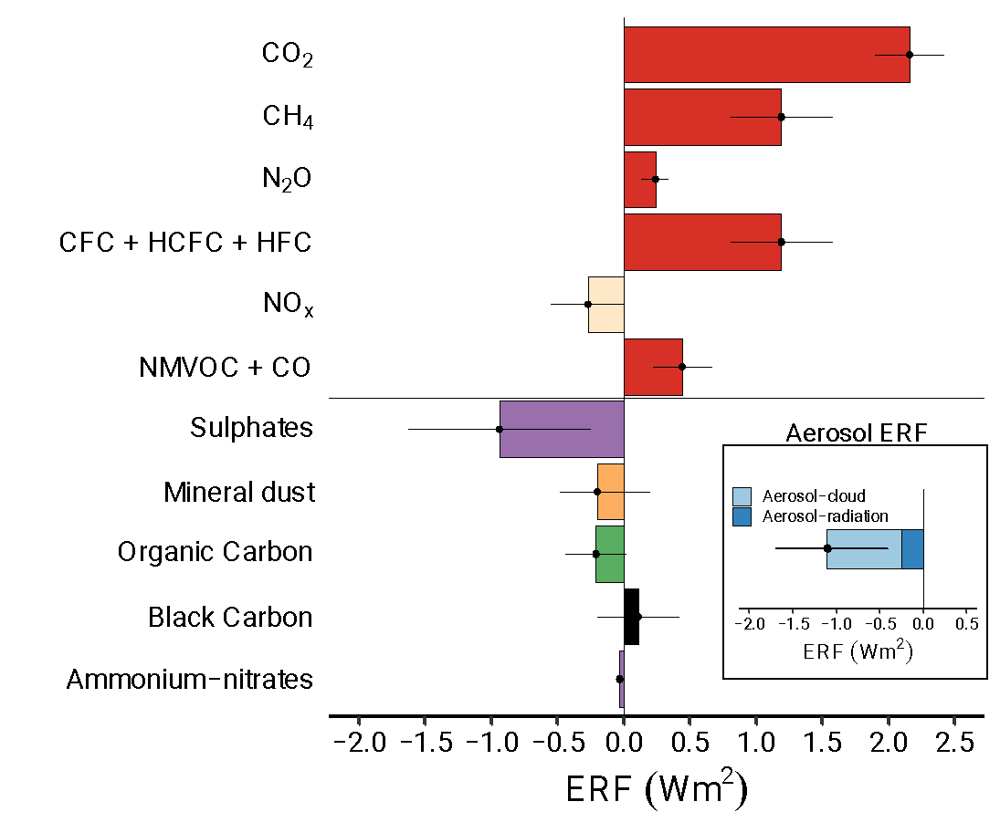 CO₂
CH₄
N₂O
CFC + HCFC + HFC
NOₓ
NMVOC + CO
Sulphates
Mineral dust
Organic Carbon
Black Carbon
Ammonium-nitrates
Aerosol ERF
Aerosol-cloud
Aerosol-radiation
−2.0 −1.5 −1.0 −0.5 0.0 0.5
ERF (Wm²)
−2.0 −1.5 −1.0 −0.5 0.0 0.5 1.0 1.5 2.0 2.5
ERF (Wm²)